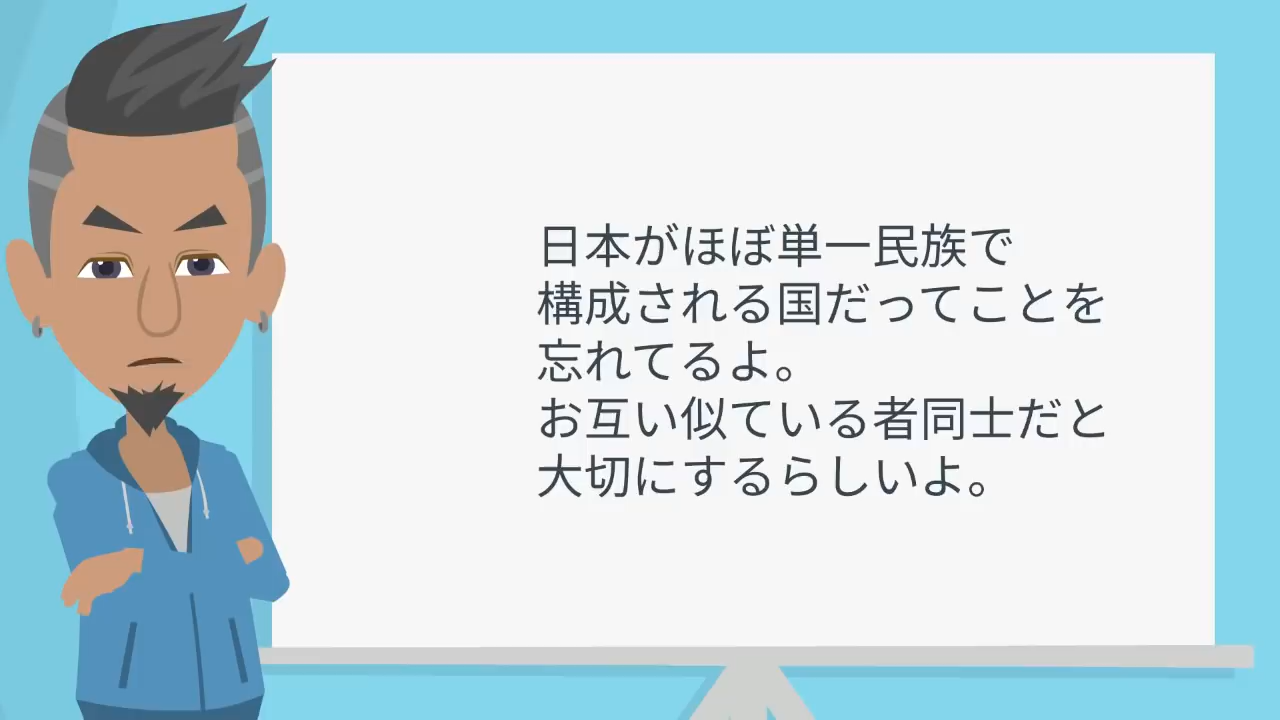 日本がほぼ単一民族で
構成される国だってことを
忘れてるよ。
お互い似ている者同士だと
大切にするらしいよ。